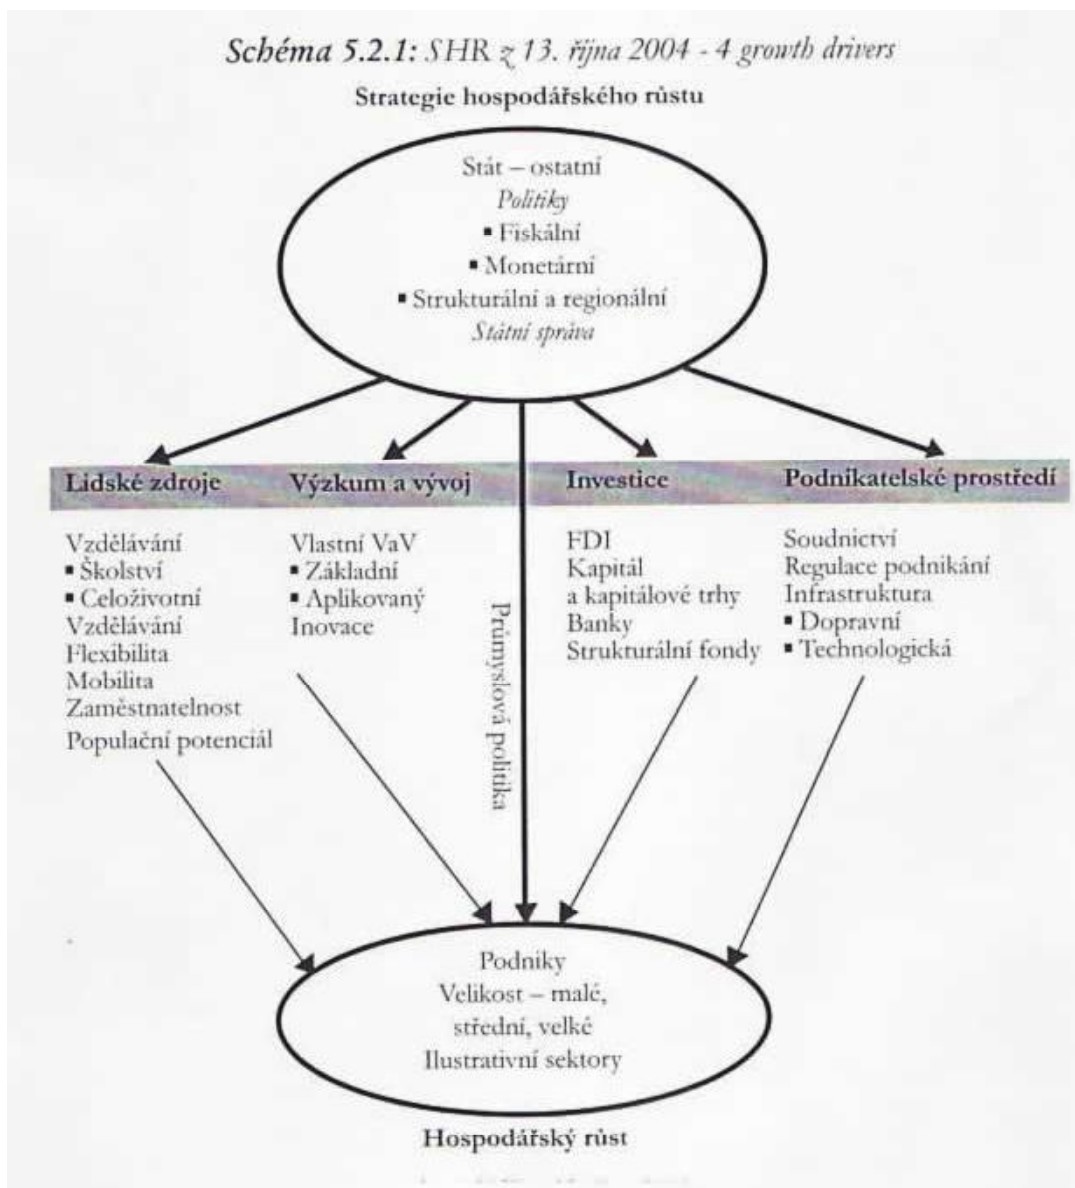 Schéma 5.2.1: SHR z 13. října 2004 - 4 growth drivers
Strategie hospodářského růstu
Stát – ostatní
Politiky
▪ Fiskální
▪ Monetární
▪ Strukturální a regionální
Státní správa
Lidské zdroje
Vzdělávání
▪ Školství
▪ Celoživotní
Vzdělávání
Flexibilita
Mobilita
Zaměstnatelnost
Populační potenciál
Výzkum a vývoj
Vlastní VaV
▪ Základní
▪ Aplikovaný
Inovace
Průmyslová politika
Investice
FDI
Kapitál
a kapitálové trhy
Banky
Strukturální fondy
Podnikatelské prostředí
Soudnictví
Regulace podnikání
Infrastruktura
▪ Dopravní
▪ Technologická
Podniky
Velikost – malé,
střední, velké
Ilustrativní sektory
Hospodářský růst